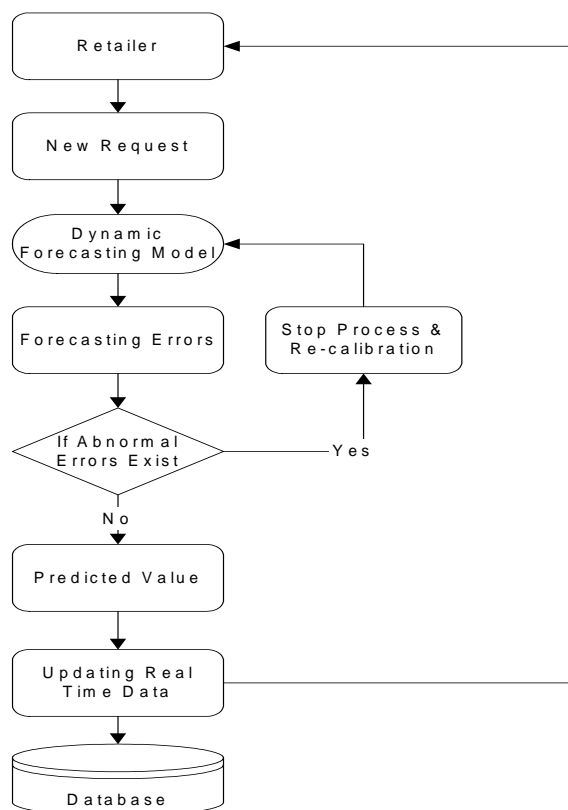 Retailer
New Request
Dynamic
Forecasting Model
Forecasting Errors
Stop Process &
Re-calibration
If Abnormal
Errors Exist
Yes
No
Predicted Value
Updating Real
Time Data
Database